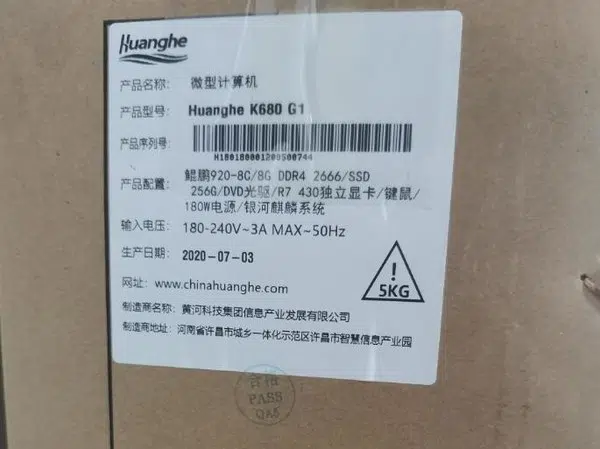 Huanghe
产品名称： 微型计算机
产品型号： Huanghe K680 G1
产品序列号：
H180180001200500744
产品配置： 鲲鹏920-8C/8G DDR4 2666/SSD
256G/DVD光驱/R7 430独立显卡/键鼠/
180W电源/银河麒麟系统
输入电压： 180-240V~3A MAX~50Hz
生产日期： 2020-07-03
网址： www.chinahuanghe.com
!
5KG
制造商名称： 黄河科技集团信息产业发展有限公司
制造商地址： 河南省许昌市城乡一体化示范区许昌市智慧信息产业园
合格
PASS